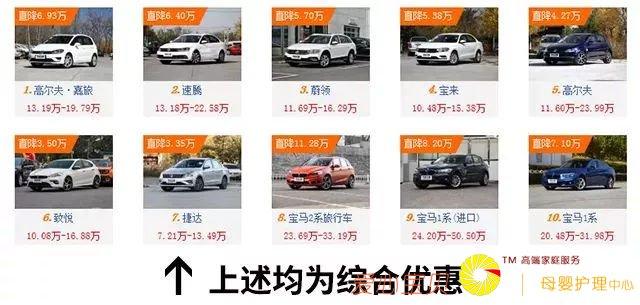 直降6.93万 直降6.40万 直降5.70万 直降5.38万 直降4.27万
1.高尔夫·嘉旅 2.速腾 3.蔚领 4.宝来 5.高尔夫
13.19万-19.79万 13.18万-22.58万 11.69万-16.29万 10.48万-15.38万 11.60万-23.99万
直降3.50万 直降3.35万 直降11.28万 直降8.20万 直降7.10万
6.致悦 7.捷达 8.宝马2系旅行车 9.宝马1系(进口) 10.宝马1系
10.08万-16.88万 7.21万-13.49万 23.69万-33.19万 24.20万-50.50万 20.48万-31.98万
↑ 上述均为综合优惠
TM 高端家庭服务
母婴护理中心